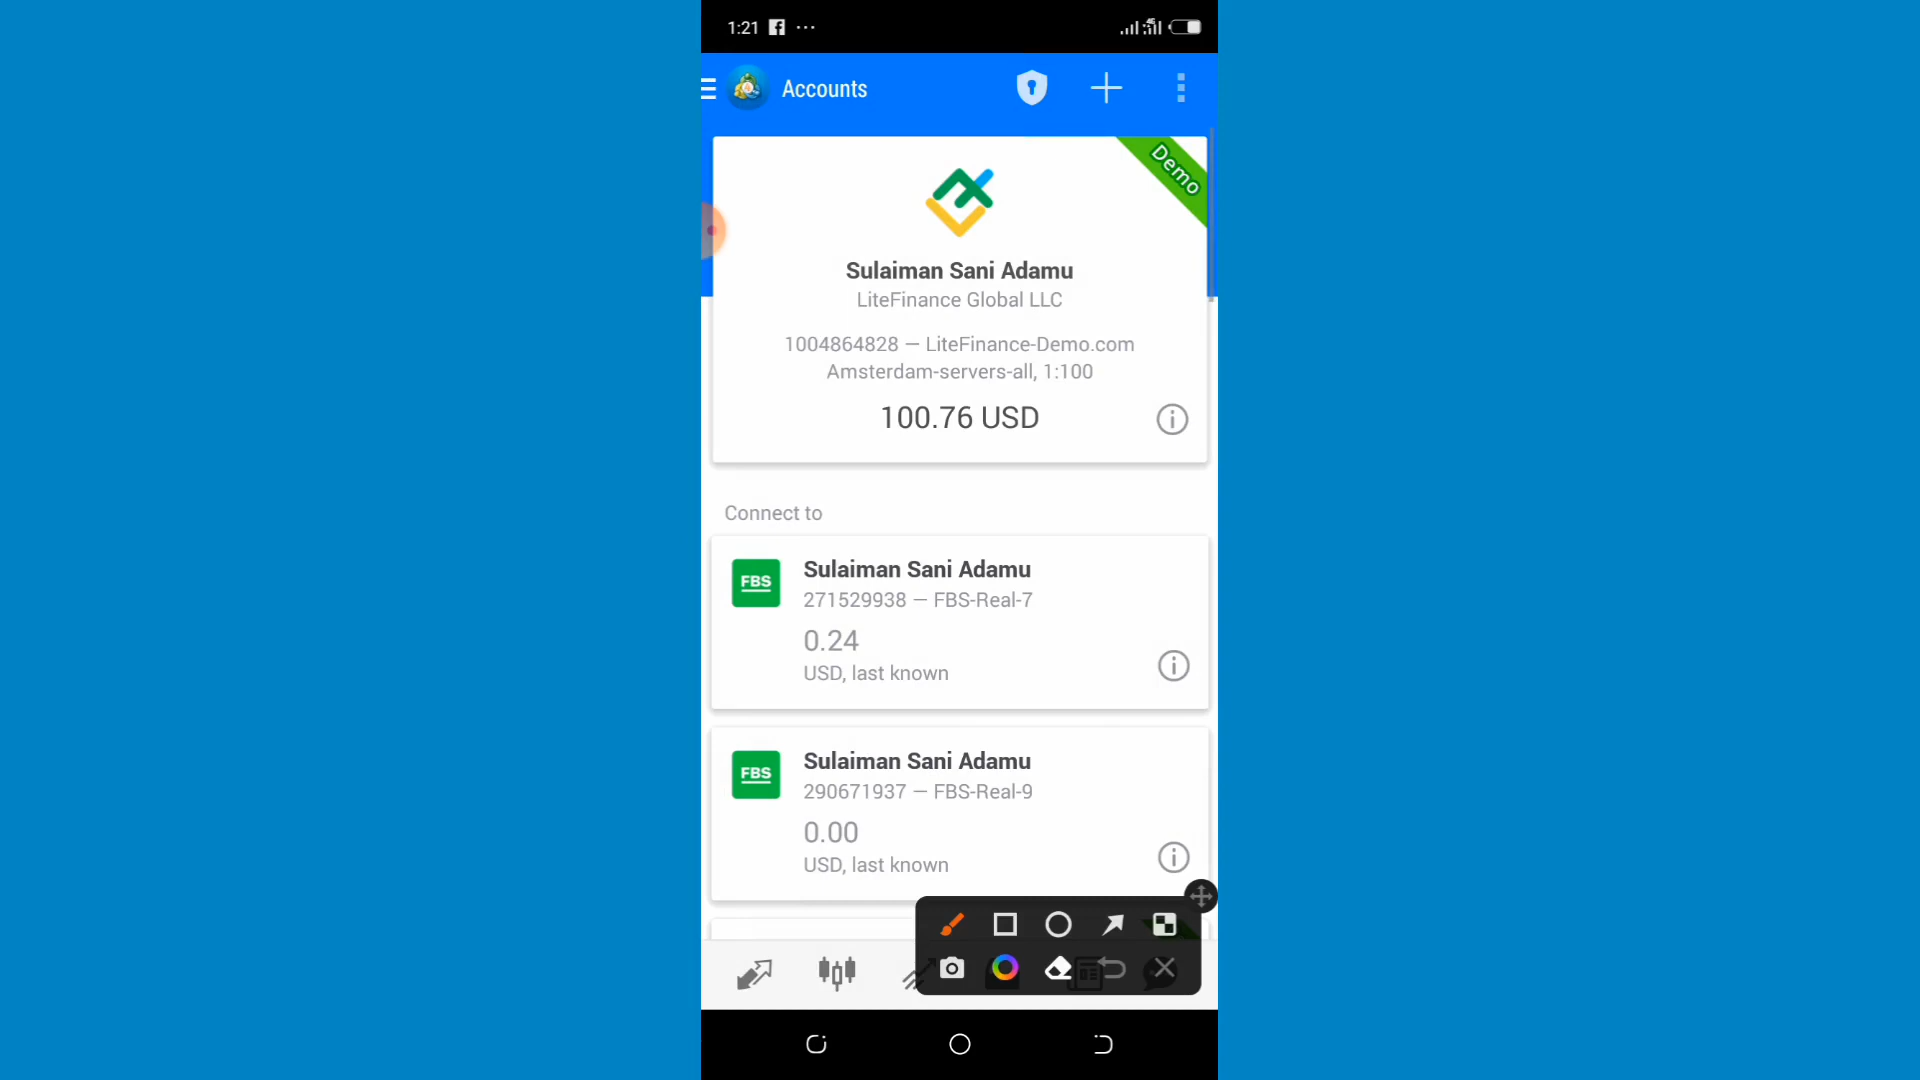 1:21
Accounts
Demo
Sulaiman Sani Adamu
LiteFinance Global LLC
1004864828 — LiteFinance-Demo.com
Amsterdam-servers-all, 1:100
100.76 USD
Connect to
FBS
Sulaiman Sani Adamu
271529938 — FBS-Real-7
0.24
USD, last known
FBS
Sulaiman Sani Adamu
290671937 — FBS-Real-9
0.00
USD, last known